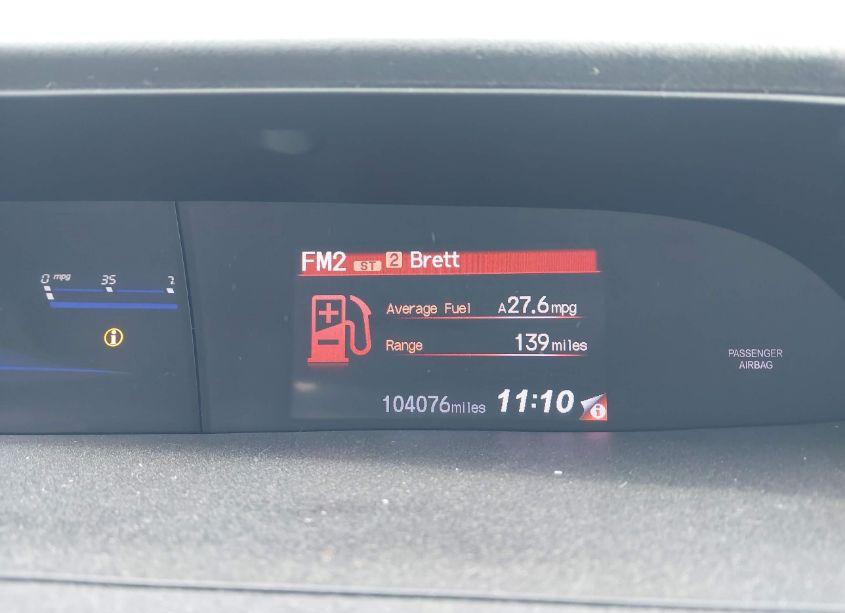 FM2 ST 2 Brett
0 mpg 35
Average Fuel A27.6mpg
Range 139miles
104076miles 11:10 i
i
PASSENGER
AIRBAG